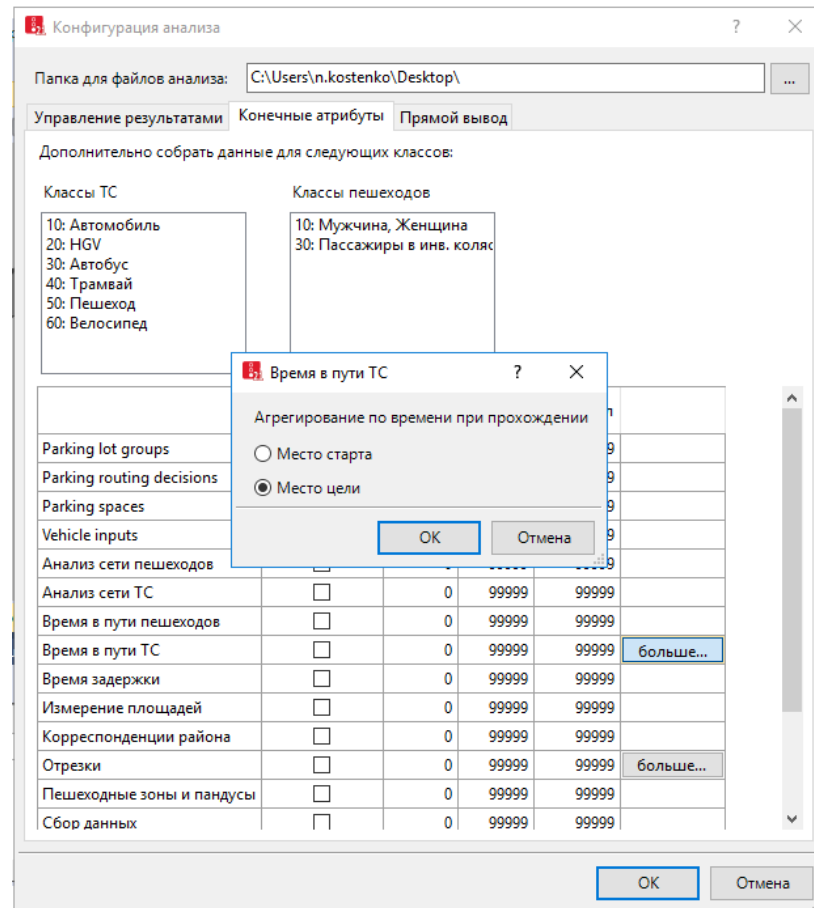 Конфигурация анализа
?
Папка для файлов анализа: C:\Users\n.kostenko\Desktop\ ...
Управление результатами Конечные атрибуты Прямой вывод
Дополнительно собрать данные для следующих классов:
Классы ТС Классы пешеходов
10: Автомобиль
20: HGV
30: Автобус
40: Трамвай
50: Пешеход
60: Велосипед
10: Мужчина, Женщина
30: Пассажиры в инв. коляс
Время в пути ТС ?
Агрегирование по времени при прохождении
Место старта
Место цели
ОК Отмена
Parking lot groups 9
Parking routing decisions 9
Parking spaces 9
Vehicle inputs 9
Анализ сети пешеходов
Анализ сети ТС 0 99999 99999
Время в пути пешеходов 0 99999 99999
Время в пути ТС 0 99999 99999 больше...
Время задержки 0 99999 99999
Измерение площадей 0 99999 99999
Корреспонденции района 0 99999 99999
Отрезки 0 99999 99999 больше...
Пешеходные зоны и пандусы 0 99999 99999
Сбор данных 0 99999 99999
ОК Отмена